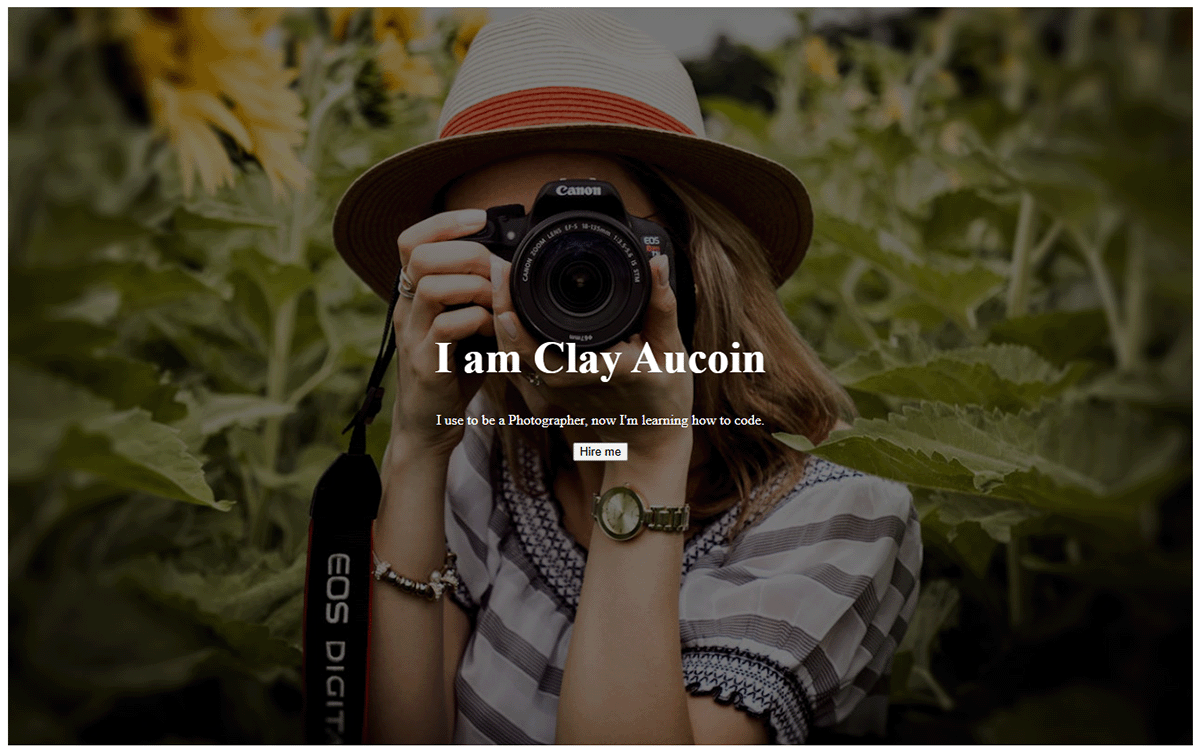 Canon
CANON ZOOM LENS EF-S 18-135mm 1:3.5-5.6 IS STM
EOS
ø67mm
I am Clay Aucoin
I use to be a Photographer, now I'm learning how to code.
Hire me
EOS DIGITA